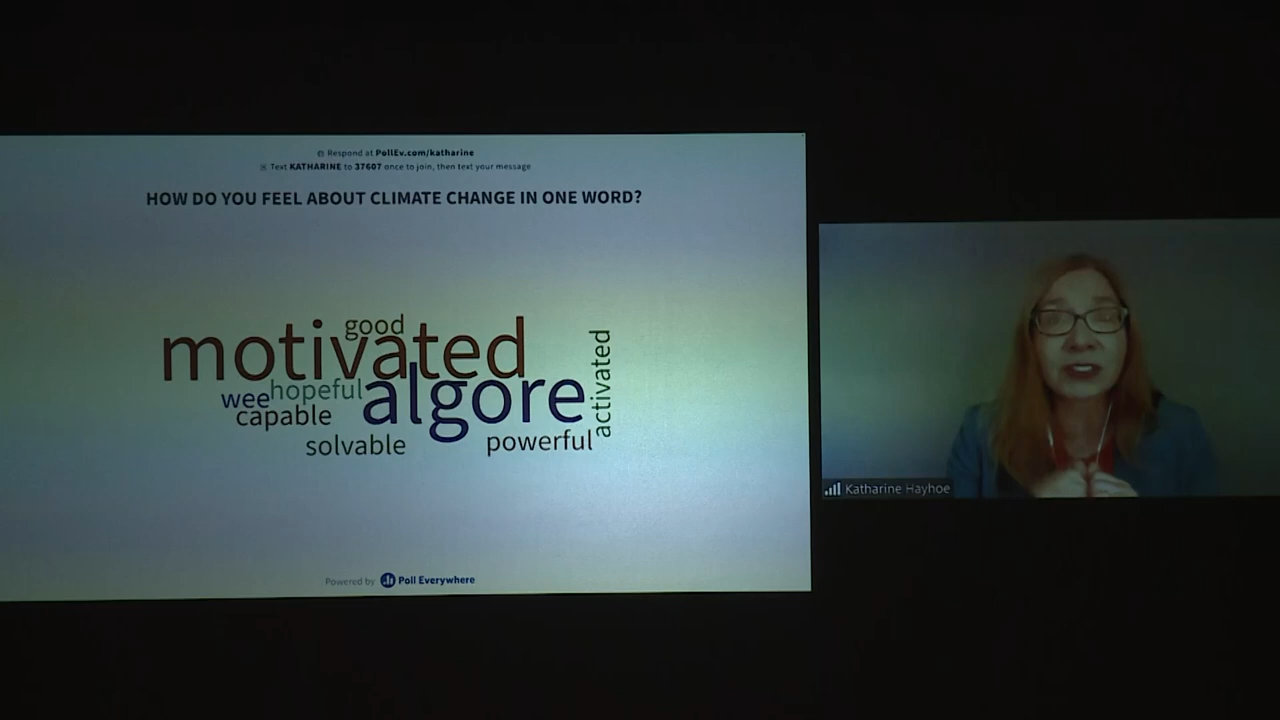 Respond at PollEv.com/katharine
Text KATHARINE to 37607 once to join, then text your message
HOW DO YOU FEEL ABOUT CLIMATE CHANGE IN ONE WORD?
good
motivated
activated
hopeful
wee
algore
capable
solvable
powerful
Katharine Hayhoe
Powered by Poll Everywhere